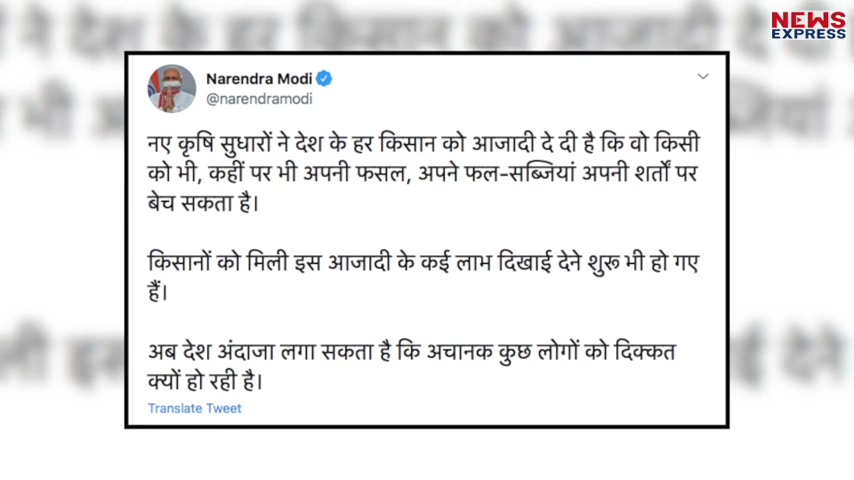 NEWS
EXPRESS
Narendra Modi
@narendramodi
नए कृषि सुधारों ने देश के हर किसान को आजादी दे दी है कि वो किसी
को भी, कहीं पर भी अपनी फसल, अपने फल-सब्जियां अपनी शर्तों पर
बेच सकता है।
किसानों को मिली इस आजादी के कई लाभ दिखाई देने शुरू भी हो गए
हैं।
अब देश अंदाजा लगा सकता है कि अचानक कुछ लोगों को दिक्कत
क्यों हो रही है।
Translate Tweet